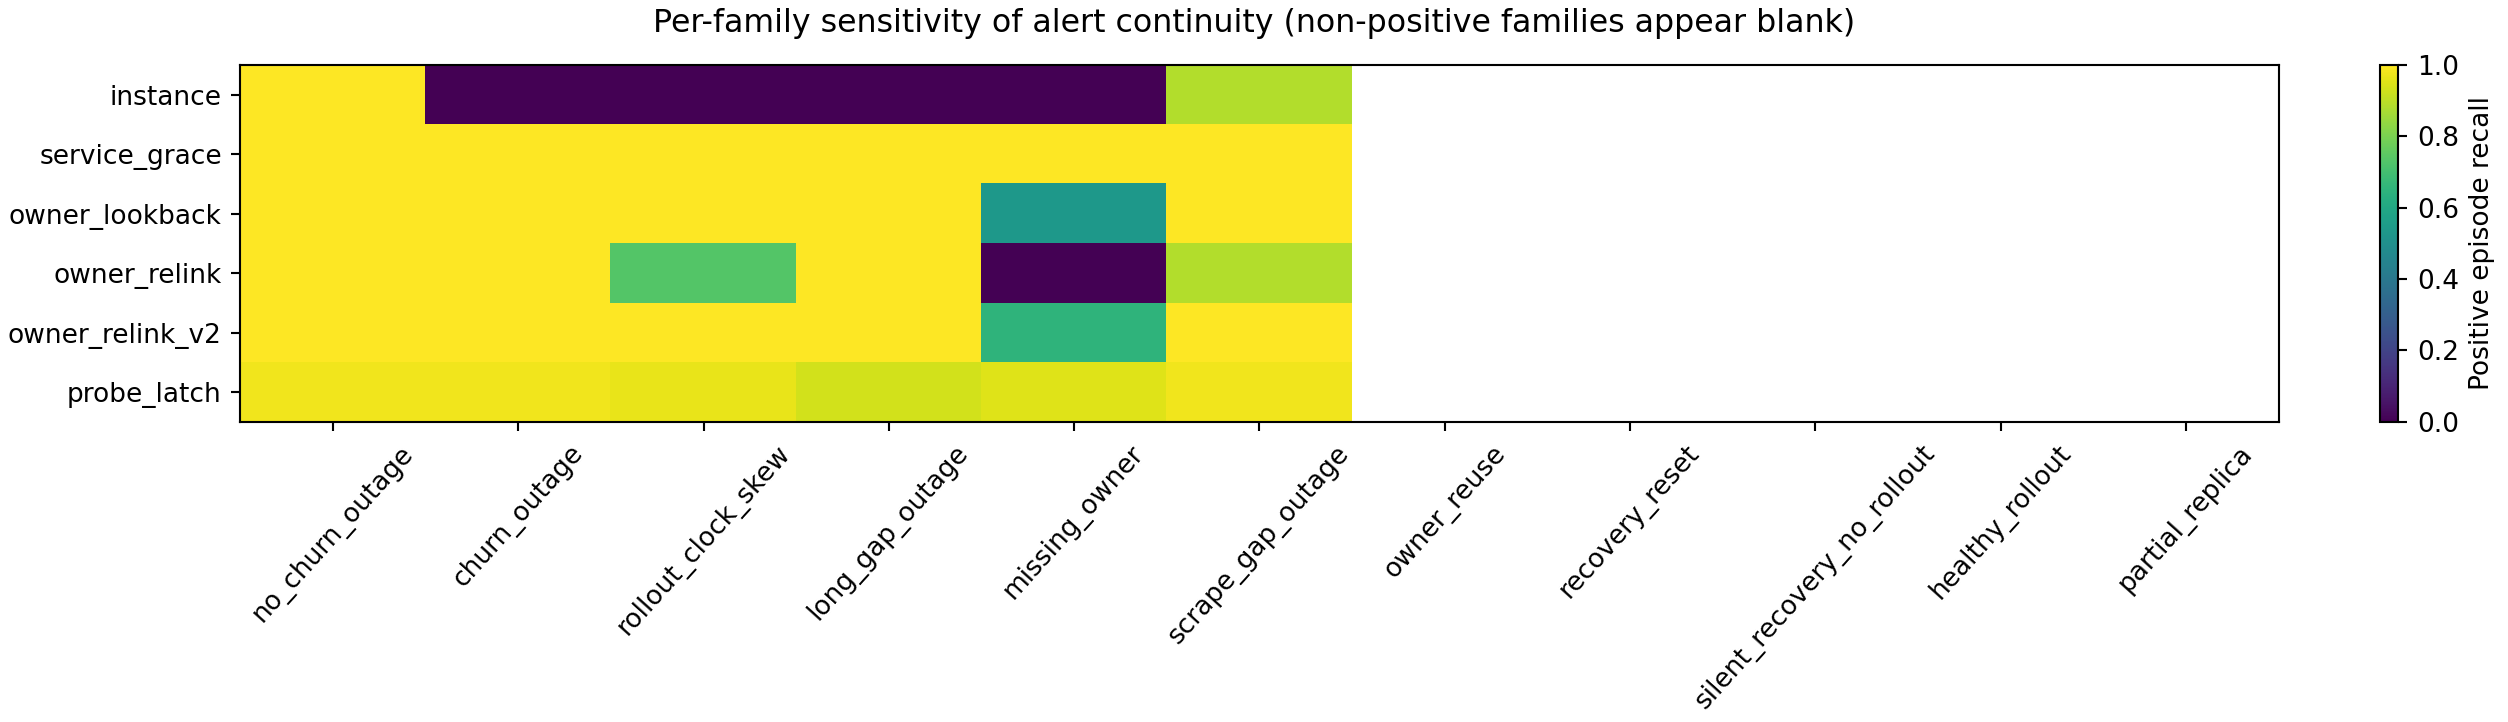 Per-family sensitivity of alert continuity (non-positive families appear blank)
instance
service_grace
owner_lookback
owner_relink
owner_relink_v2
probe_latch
no_churn_outage
churn_outage
rollout_clock_skew
long_gap_outage
missing_owner
scrape_gap_outage
owner_reuse
recovery_reset
silent_recovery_no_rollout
healthy_rollout
partial_replica
1.0
0.8
0.6
0.4
0.2
0.0
Positive episode recall